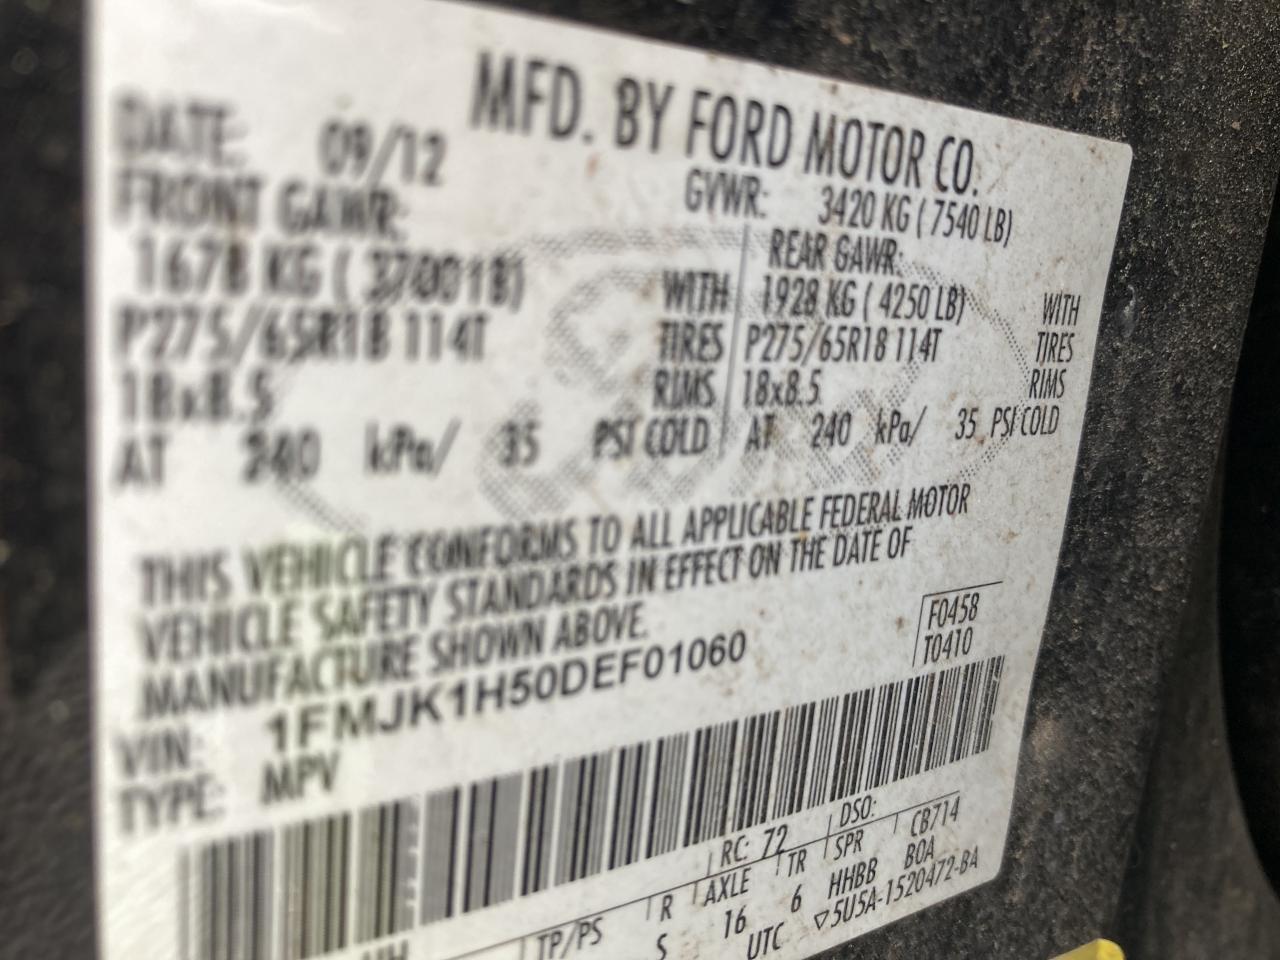 MFD. BY FORD MOTOR CO.
DATE: 09/12 GVWR: 3420 KG ( 7540 LB)
FRONT GAWR: REAR GAWR:
1678 KG ( 3700LB) WITH 1928 KG ( 4250 LB) WITH
P275/65R18 114T TIRES P275/65R18 114T TIRES
18x8.5 RIMS 18x8.5 RIMS
AT 240 kPa/ 35 PSI COLD AT 240 kPa/ 35 PSI COLD
THIS VEHICLE CONFORMS TO ALL APPLICABLE FEDERAL MOTOR
VEHICLE SAFETY STANDARDS IN EFFECT ON THE DATE OF
MANUFACTURE SHOWN ABOVE.
F0458
T0410
VIN: 1FMJK1H50DEF01060
TYPE: MPV
RC: 72 DSO:
TP/PS R AXLE TR SPR CB714
S 16 6 HHBB BOA
UTC ▽5U5A-1520472-BA